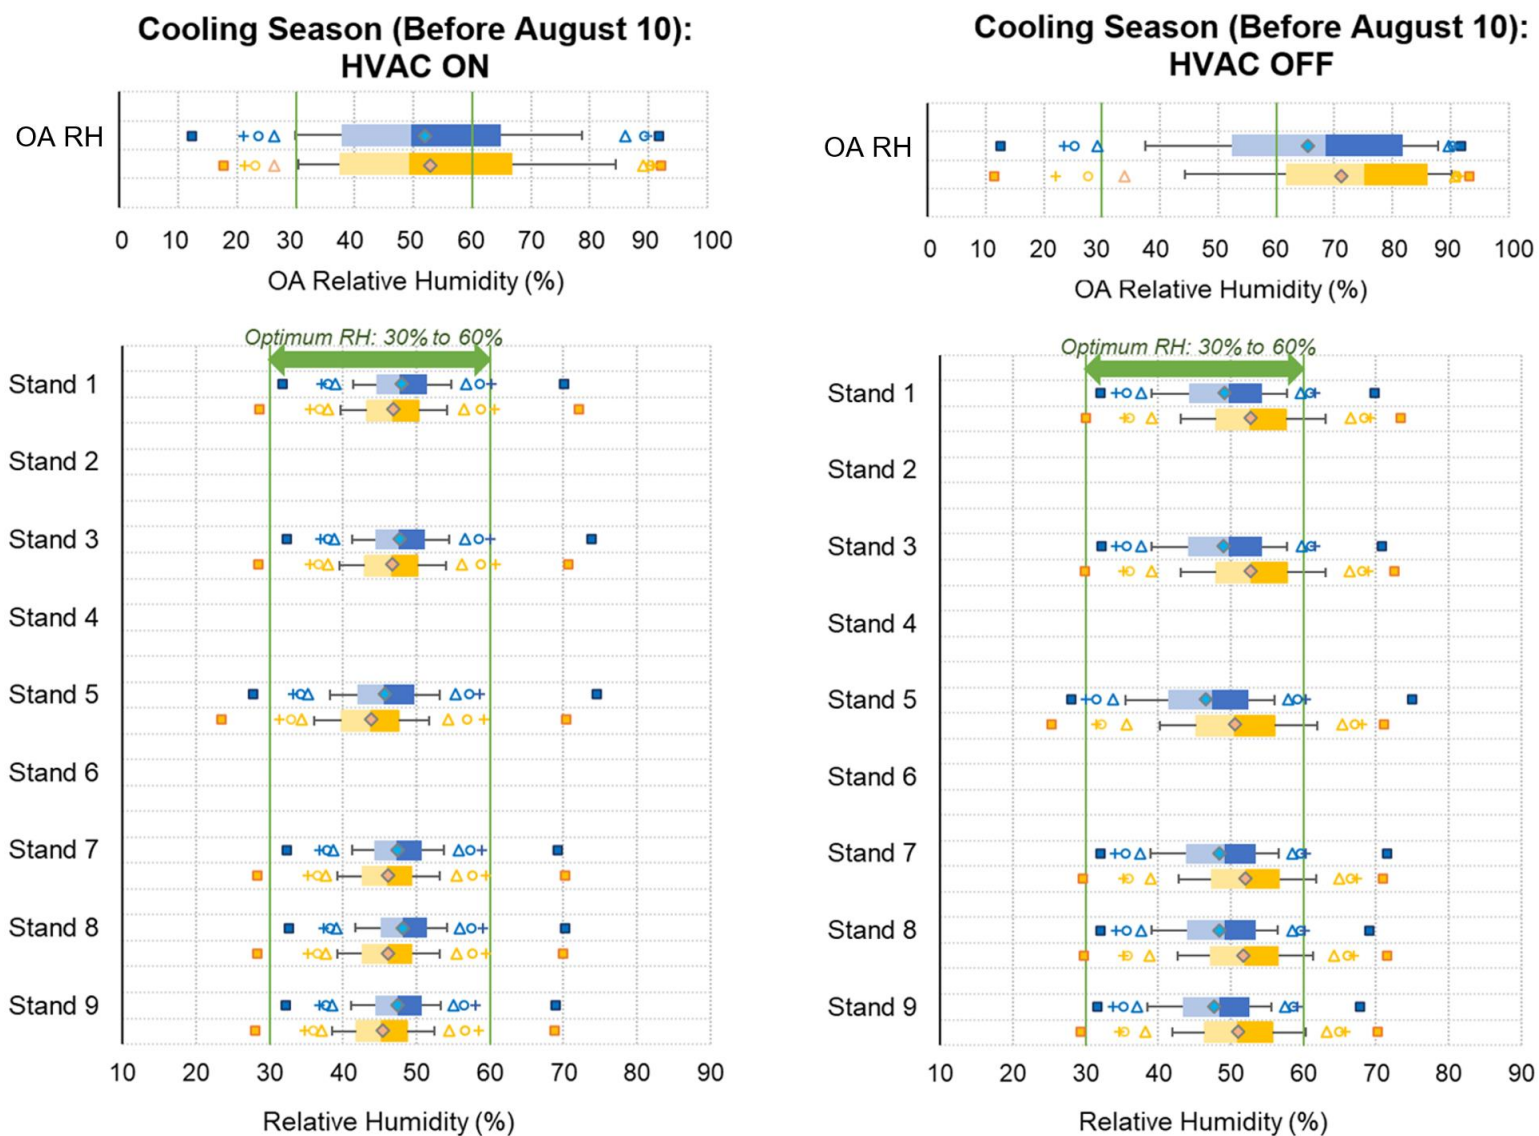 Cooling Season (Before August 10):
HVAC ON
OA RH
0 10 20 30 40 50 60 70 80 90 100
OA Relative Humidity (%)
Optimum RH: 30% to 60%
Stand 1
Stand 2
Stand 3
Stand 4
Stand 5
Stand 6
Stand 7
Stand 8
Stand 9
10 20 30 40 50 60 70 80 90
Relative Humidity (%)
Cooling Season (Before August 10):
HVAC OFF
OA RH
0 10 20 30 40 50 60 70 80 90 100
OA Relative Humidity (%)
Optimum RH: 30% to 60%
Stand 1
Stand 2
Stand 3
Stand 4
Stand 5
Stand 6
Stand 7
Stand 8
Stand 9
10 20 30 40 50 60 70 80 90
Relative Humidity (%)